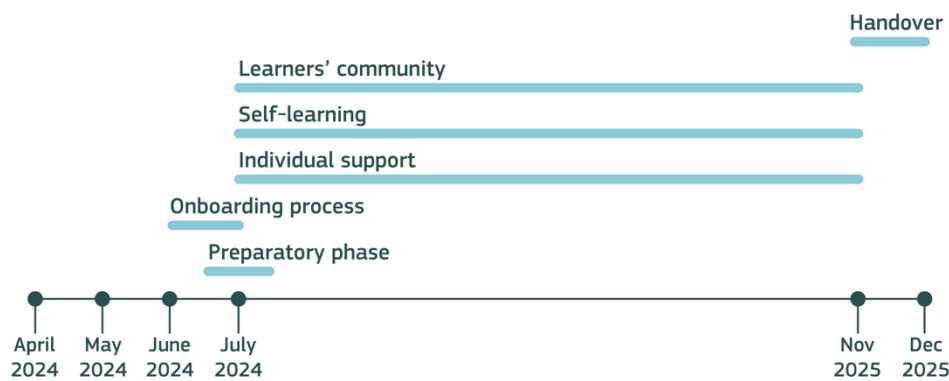 Handover
Learners’ community
Self-learning
Individual support
Onboarding process
Preparatory phase
April May June July Nov Dec
2024 2024 2024 2024 2025 2025